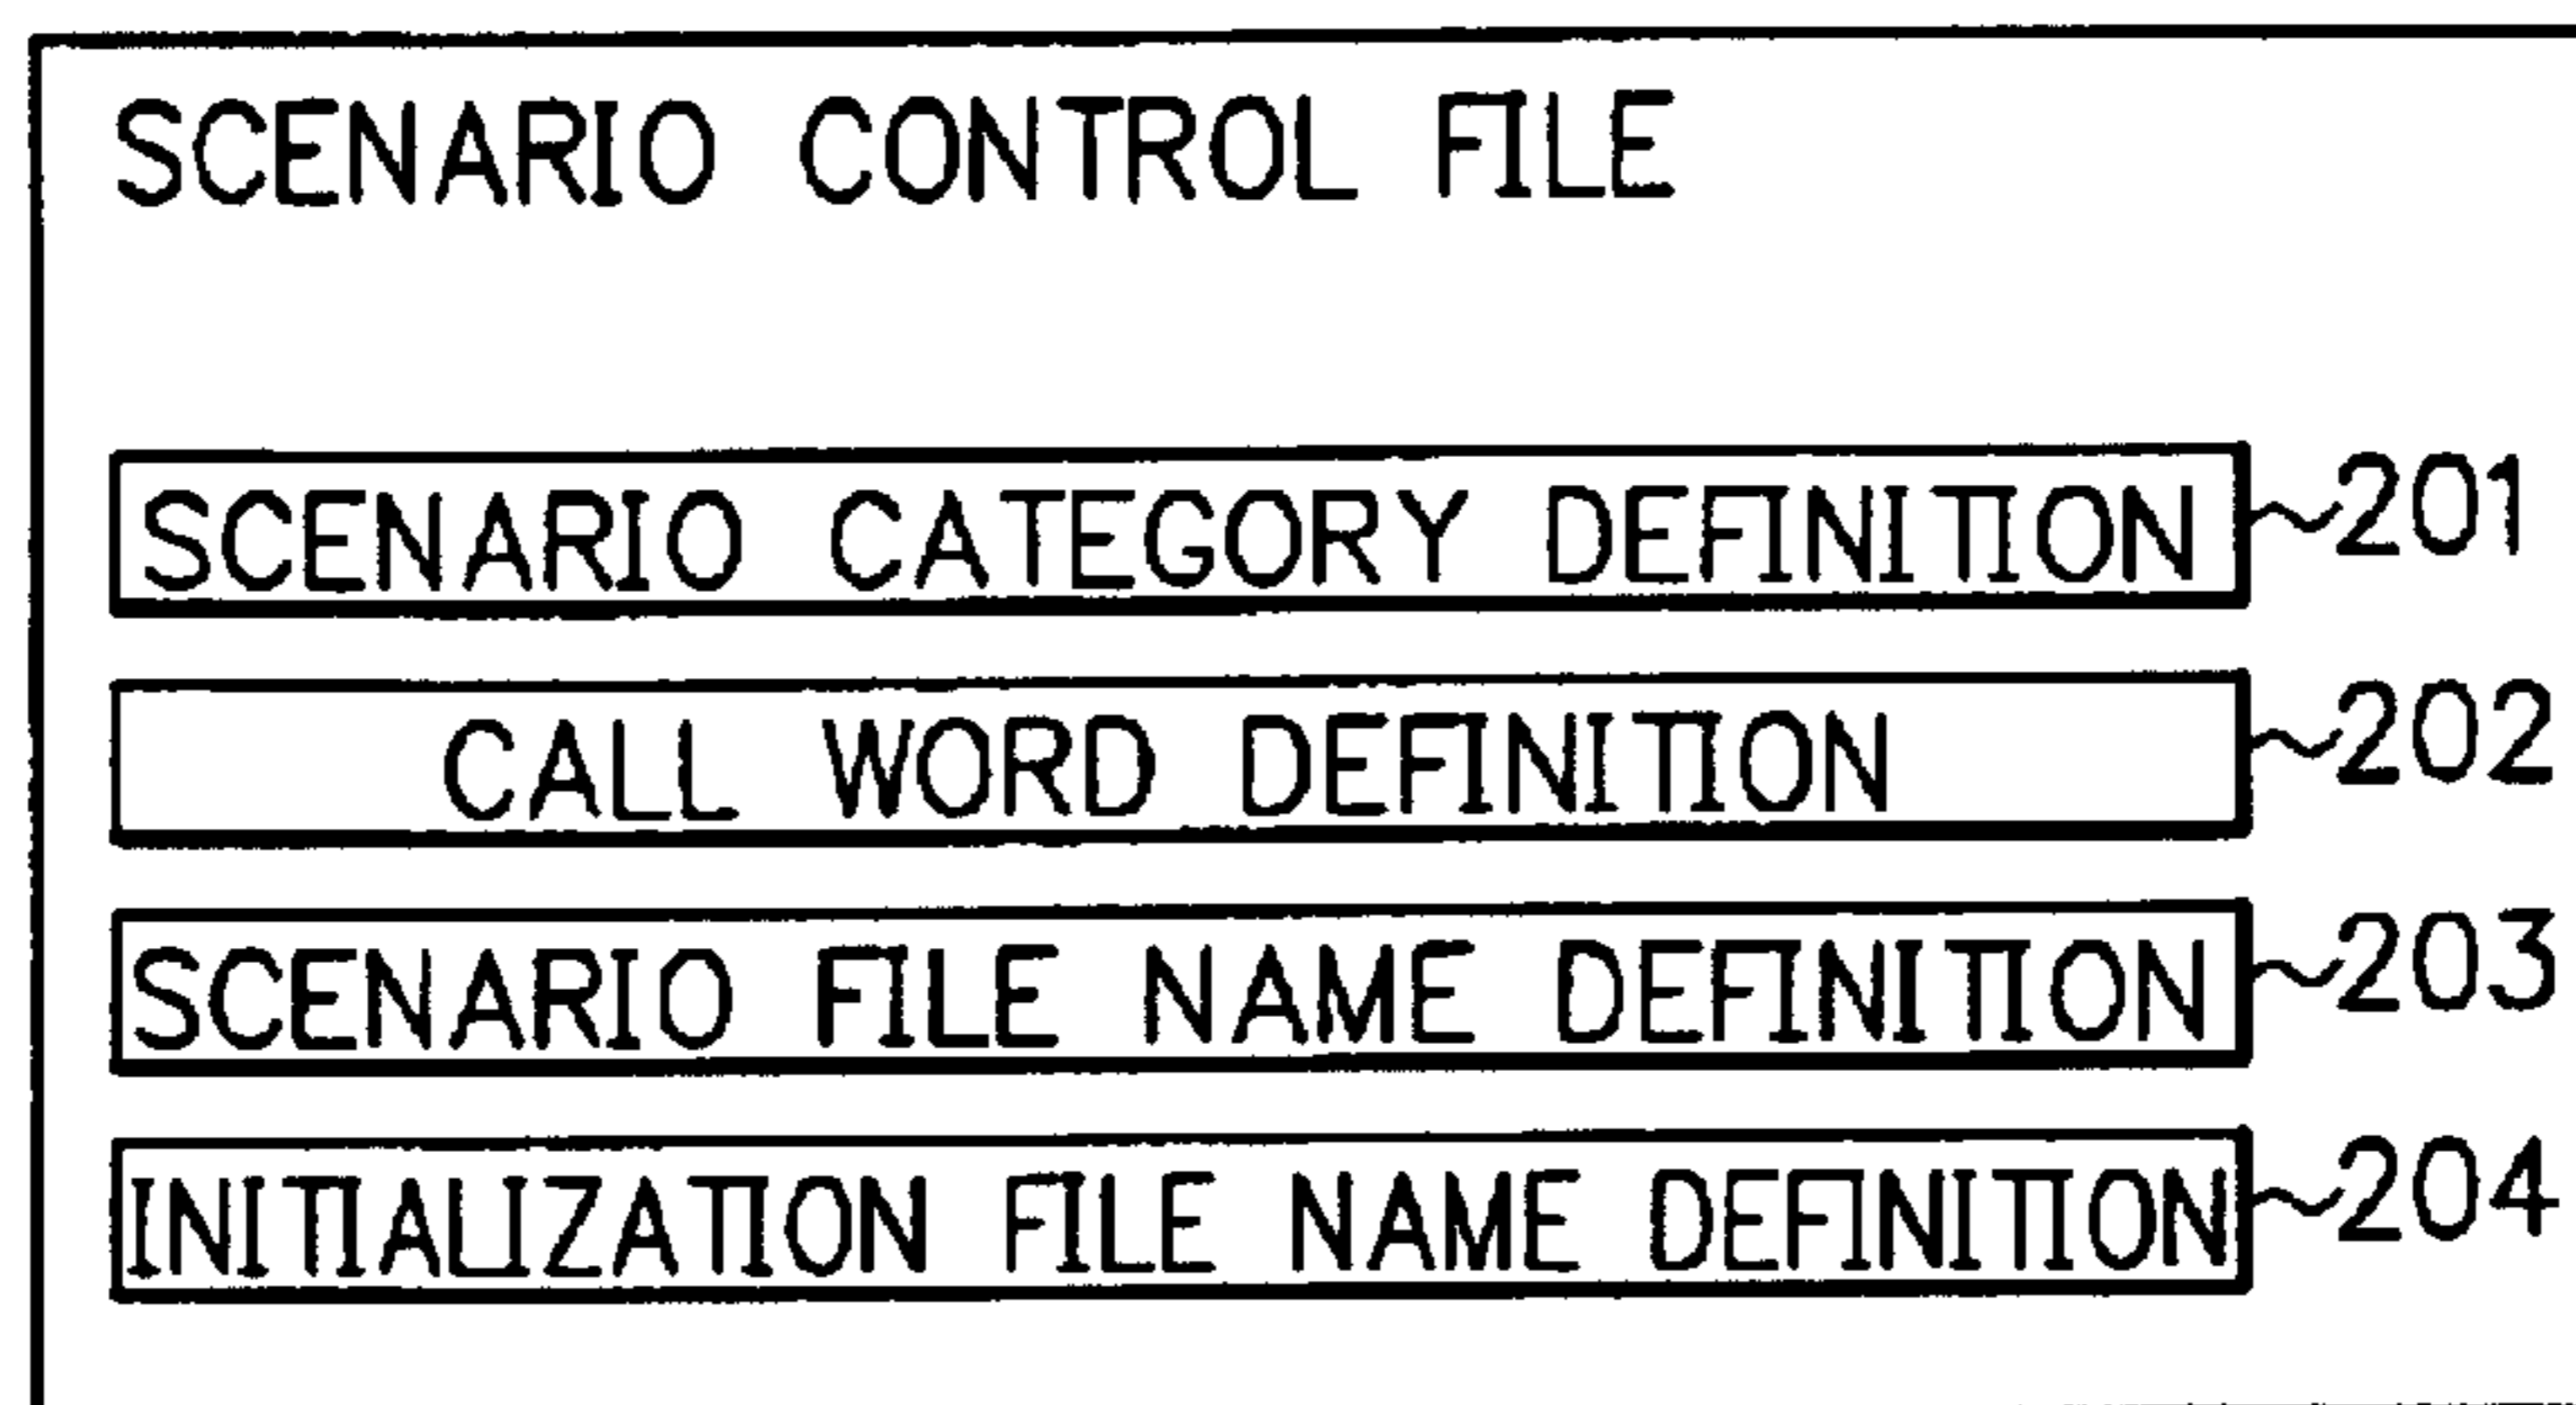 SCENARIO CONTROL FILE
SCENARIO CATEGORY DEFINITION 201
CALL WORD DEFINITION 202
SCENARIO FILE NAME DEFINITION 203
INITIALIZATION FILE NAME DEFINITION 204